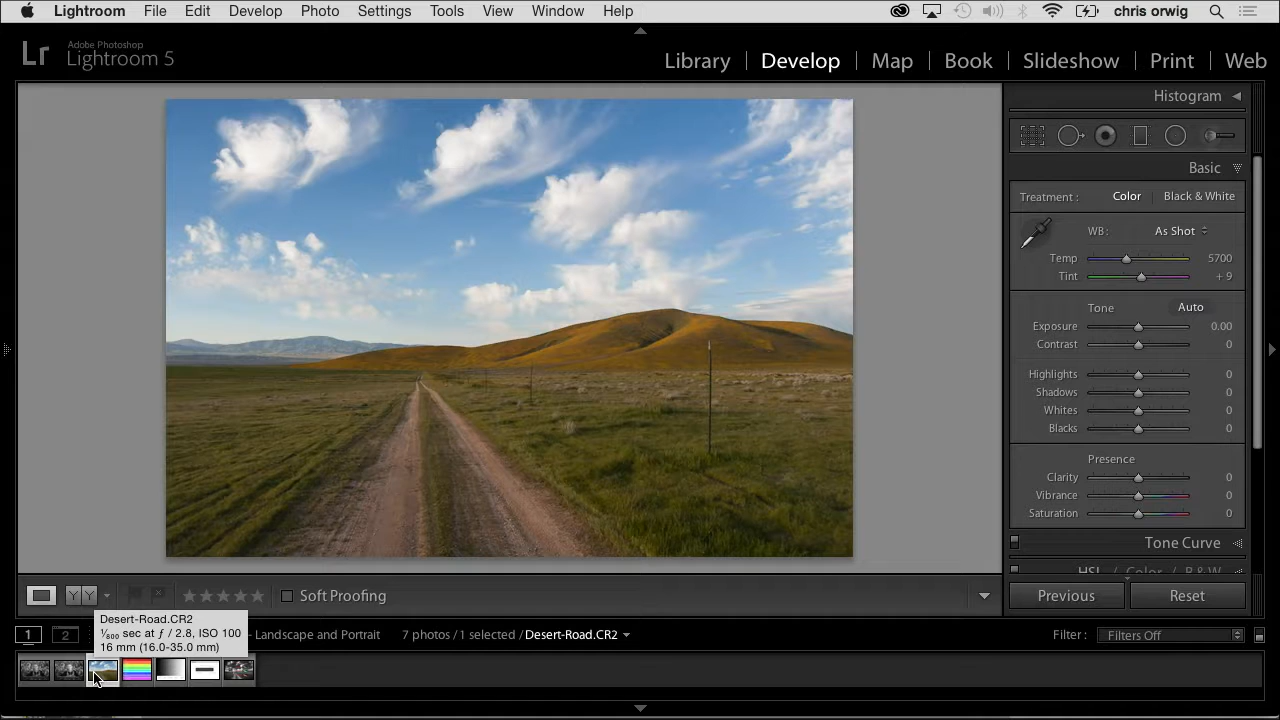 Lightroom File Edit Develop Photo Settings Tools View Window Help chris orwig
Lr Adobe Photoshop
Lightroom 5
Library | Develop | Map | Book | Slideshow | Print | Web
Histogram
Basic
Treatment : Color | Black & White
WB: As Shot
Temp 5700
Tint + 9
Tone Auto
Exposure 0.00
Contrast 0
Highlights 0
Shadows 0
Whites 0
Blacks 0
Presence
Clarity 0
Vibrance 0
Saturation 0
Tone Curve
HSL / Color / B & W
Y Y Soft Proofing Previous Reset
Desert-Road.CR2
1/800 sec at ƒ / 2.8, ISO 100
16 mm (16.0-35.0 mm)
1 2 - Landscape and Portrait 7 photos / 1 selected / Desert-Road.CR2 Filter : Filters Off